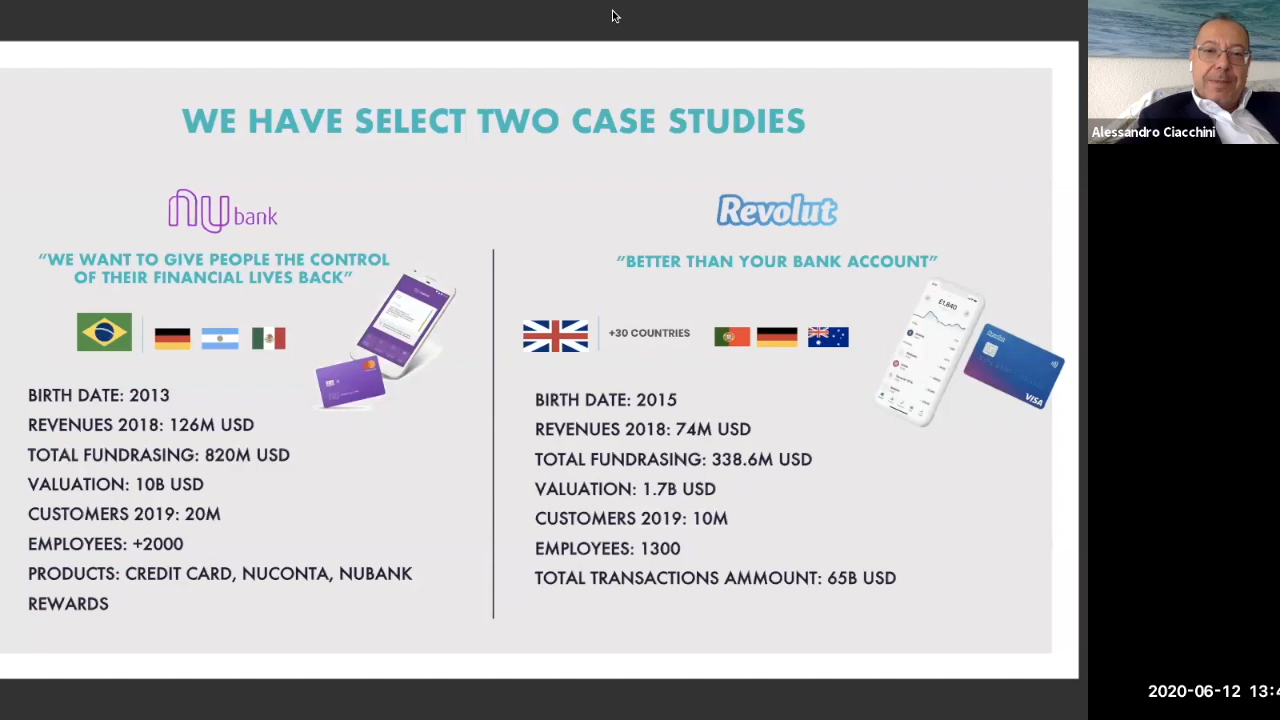 WE HAVE SELECT TWO CASE STUDIES
nu bank
"WE WANT TO GIVE PEOPLE THE CONTROL
OF THEIR FINANCIAL LIVES BACK"
BIRTH DATE: 2013
REVENUES 2018: 126M USD
TOTAL FUNDRASING: 820M USD
VALUATION: 10B USD
CUSTOMERS 2019: 20M
EMPLOYEES: +2000
PRODUCTS: CREDIT CARD, NUCONTA, NUBANK
REWARDS
Revolut
"BETTER THAN YOUR BANK ACCOUNT"
+30 COUNTRIES
£1,840
Revolut
VISA
BIRTH DATE: 2015
REVENUES 2018: 74M USD
TOTAL FUNDRASING: 338.6M USD
VALUATION: 1.7B USD
CUSTOMERS 2019: 10M
EMPLOYEES: 1300
TOTAL TRANSACTIONS AMMOUNT: 65B USD
Alessandro Ciacchini
2020-06-12 13:4